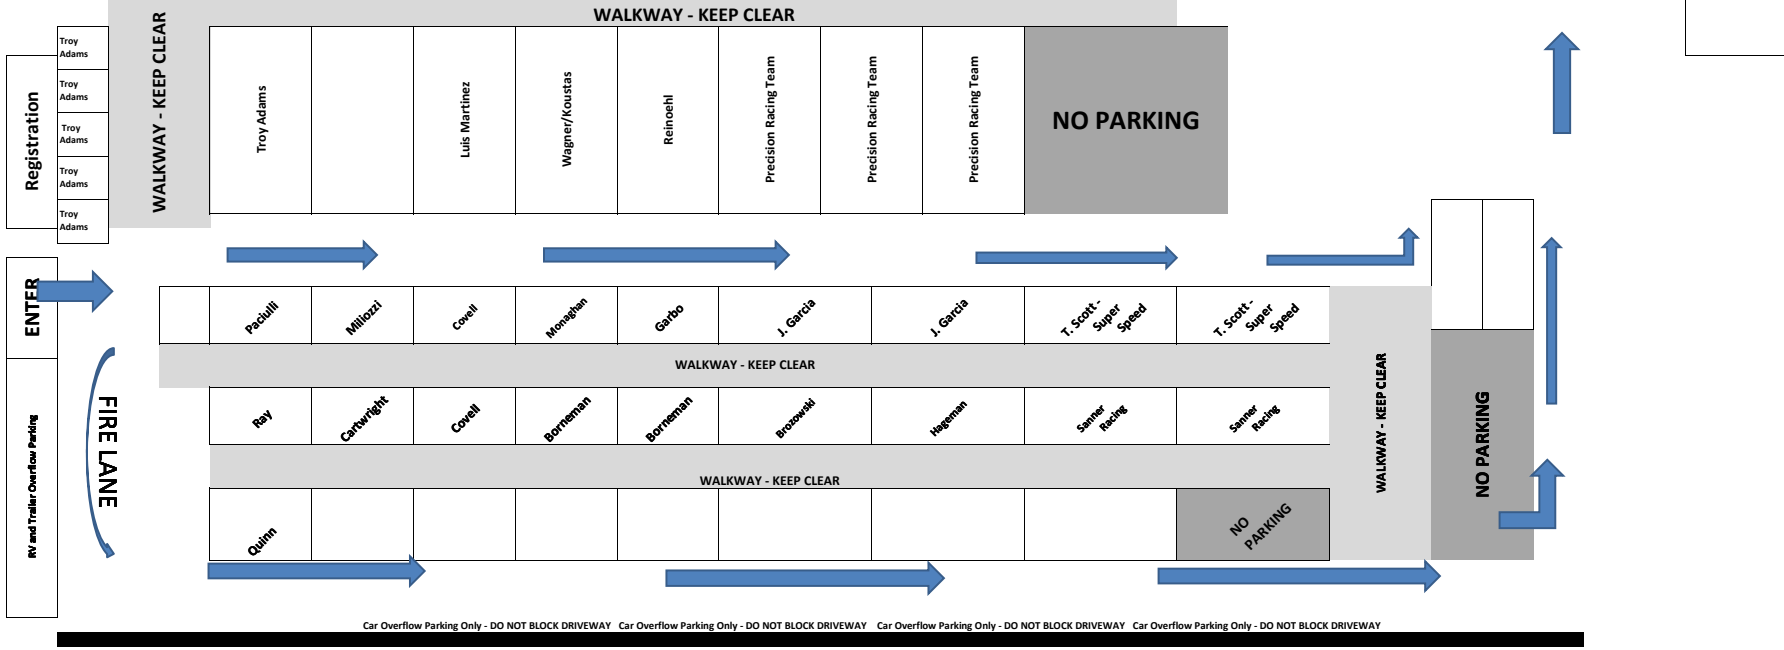 WALKWAY - KEEP CLEAR
Troy
Adams
Troy
Adams
Troy
Adams
Troy
Adams
Troy
Adams
Registration
WALKWAY - KEEP CLEAR
Troy Adams
Luis Martinez
Wagner/Koustas
Reinoehl
Precision Racing Team
Precision Racing Team
Precision Racing Team
NO PARKING
ENTER
Paciulli
Miliozzi
Covell
Monaghan
Garbo
J. Garcia
J. Garcia
T. Scott -
Super
Speed
T. Scott -
Super
Speed
WALKWAY - KEEP CLEAR
RV and Trailer Overflow Parking
FIRE LANE
Ray
Cartwright
Covell
Borneman
Borneman
Brozowski
Hageman
Sanner
Racing
Sanner
Racing
WALKWAY - KEEP CLEAR
NO PARKING
WALKWAY - KEEP CLEAR
Quinn
NO
PARKING
Car Overflow Parking Only - DO NOT BLOCK DRIVEWAY Car Overflow Parking Only - DO NOT BLOCK DRIVEWAY Car Overflow Parking Only - DO NOT BLOCK DRIVEWAY Car Overflow Parking Only - DO NOT BLOCK DRIVEWAY